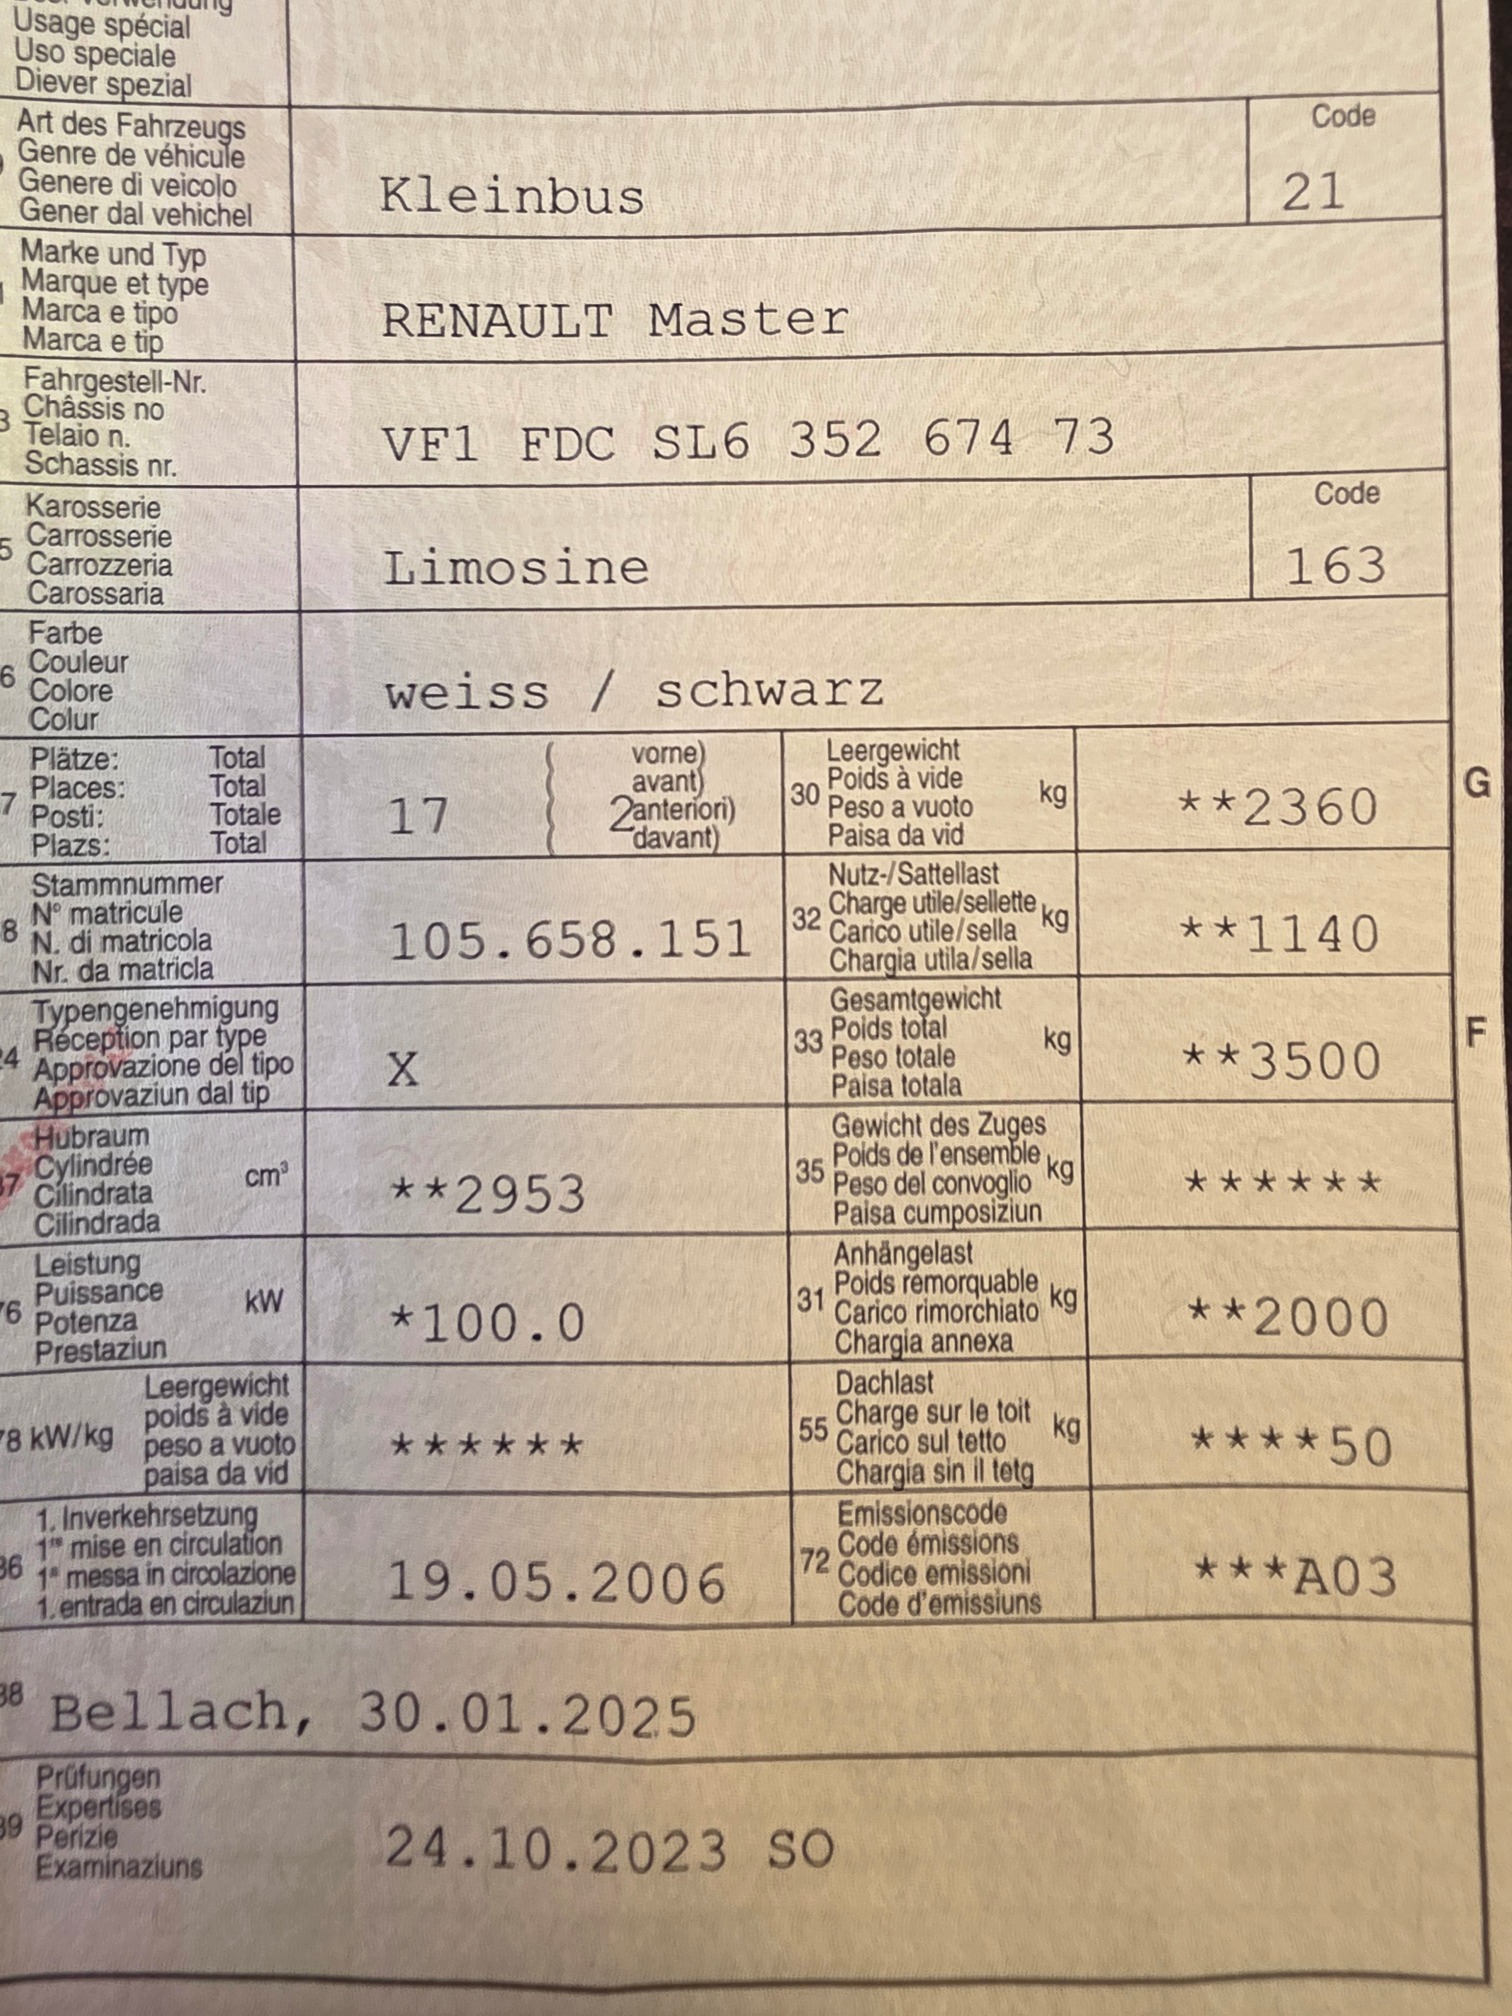 Usage spécial
Uso speciale
Diever spezial
Art des Fahrzeugs
Genre de véhicule
Genere di veicolo
Gener dal vehichel
Kleinbus
Code
21
Marke und Typ
Marque et type
Marca e tipo
Marca e tip
RENAULT Master
Fahrgestell-Nr.
Châssis no
Telaio n.
Schassis nr.
VF1 FDC SL6 352 674 73
Karosserie
Carrosserie
Carrozzeria
Carossaria
Limosine
Code
163
Farbe
Couleur
Colore
Colur
weiss / schwarz
Plätze: Total
Places: Total
Posti: Totale
Plazs: Total
17
vorne)
avant)
2 anteriori)
davant)
30
Leergewicht
Poids à vide
Peso a vuoto
Paisa da vid
kg
**2360
G
Stammnummer
N° matricule
N. di matricola
Nr. da matricla
105.658.151
32
Nutz-/Sattellast
Charge utile/sellette
Carico utile/sella
Chargia utila/sella
kg
**1140
Typengenehmigung
Réception par type
Approvazione del tipo
Approvaziun dal tip
X
33
Gesamtgewicht
Poids total
Peso totale
Paisa totala
kg
**3500
F
Hubraum
Cylindrée
Cilindrata
Cilindrada
cm³
**2953
35
Gewicht des Zuges
Poids de l'ensemble
Peso del convoglio
Paisa cumposiziun
kg
******
Leistung
Puissance
Potenza
Prestaziun
kW
*100.0
31
Anhängelast
Poids remorquable
Carico rimorchiato
Chargia annexa
kg
**2000
kW/kg
Leergewicht
poids à vide
peso a vuoto
paisa da vid
******
55
Dachlast
Charge sur le toit
Carico sul tetto
Chargia sin il tetg
kg
****50
1. Inverkehrsetzung
1re mise en circulation
1a messa in circolazione
1. entrada en circulaziun
19.05.2006
72
Emissionscode
Code émissions
Codice emissioni
Code d'emissiuns
***A03
Bellach, 30.01.2025
Prüfungen
Expertises
Perizie
Examinaziuns
24.10.2023 SO